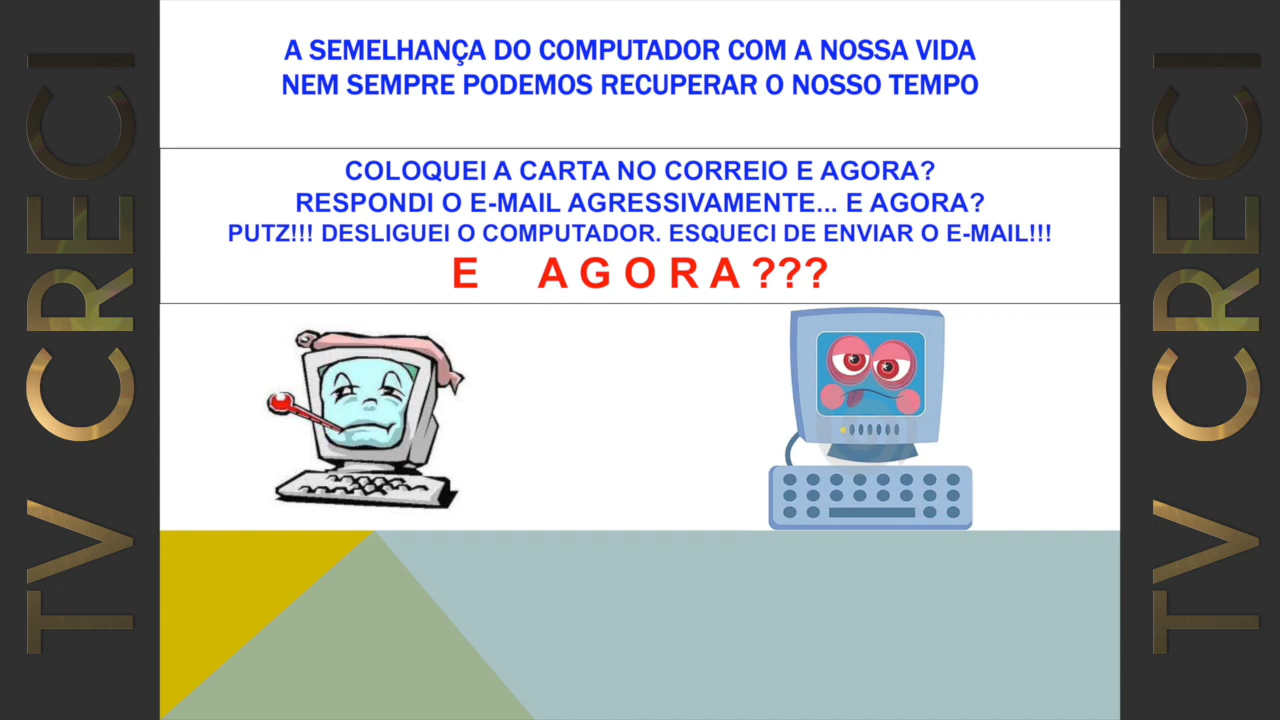 A SEMELHANÇA DO COMPUTADOR COM A NOSSA VIDA
NEM SEMPRE PODEMOS RECUPERAR O NOSSO TEMPO
COLOQUEI A CARTA NO CORREIO E AGORA?
RESPONDI O E-MAIL AGRESSIVAMENTE... E AGORA?
PUTZ!!! DESLIGUEI O COMPUTADOR. ESQUECI DE ENVIAR O E-MAIL!!!
E AGORA???
TV CRECI
TV CRECI